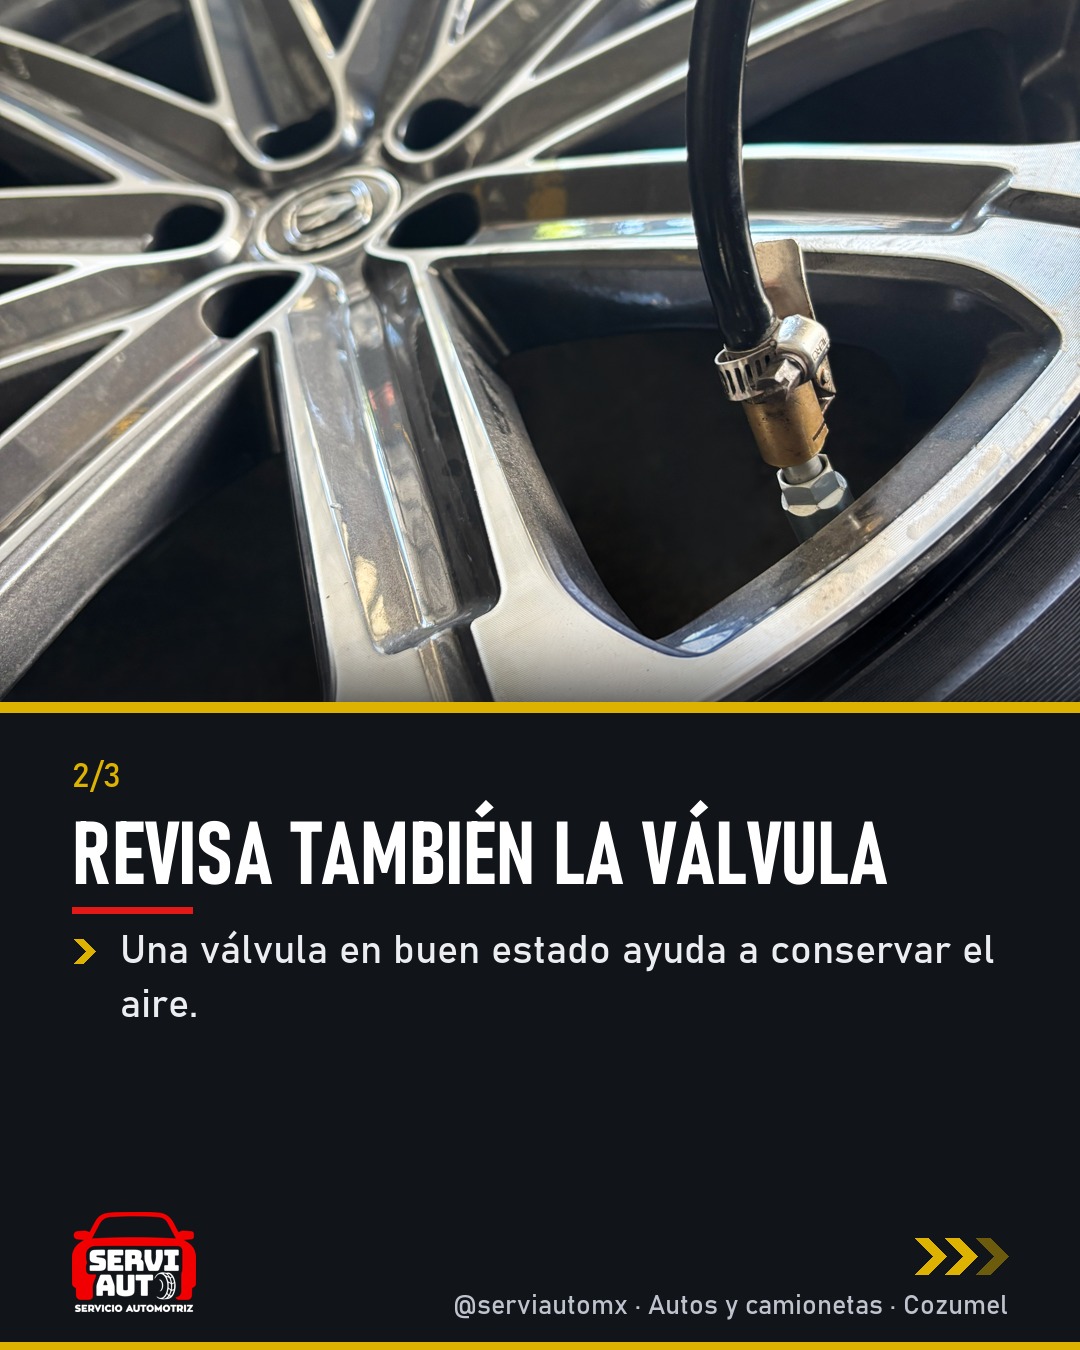 2/3
REVISA TAMBIÉN LA VÁLVULA
Una válvula en buen estado ayuda a conservar el
aire.
SERVI
AUTO
SERVICIO AUTOMOTRIZ
@serviautomx · Autos y camionetas · Cozumel